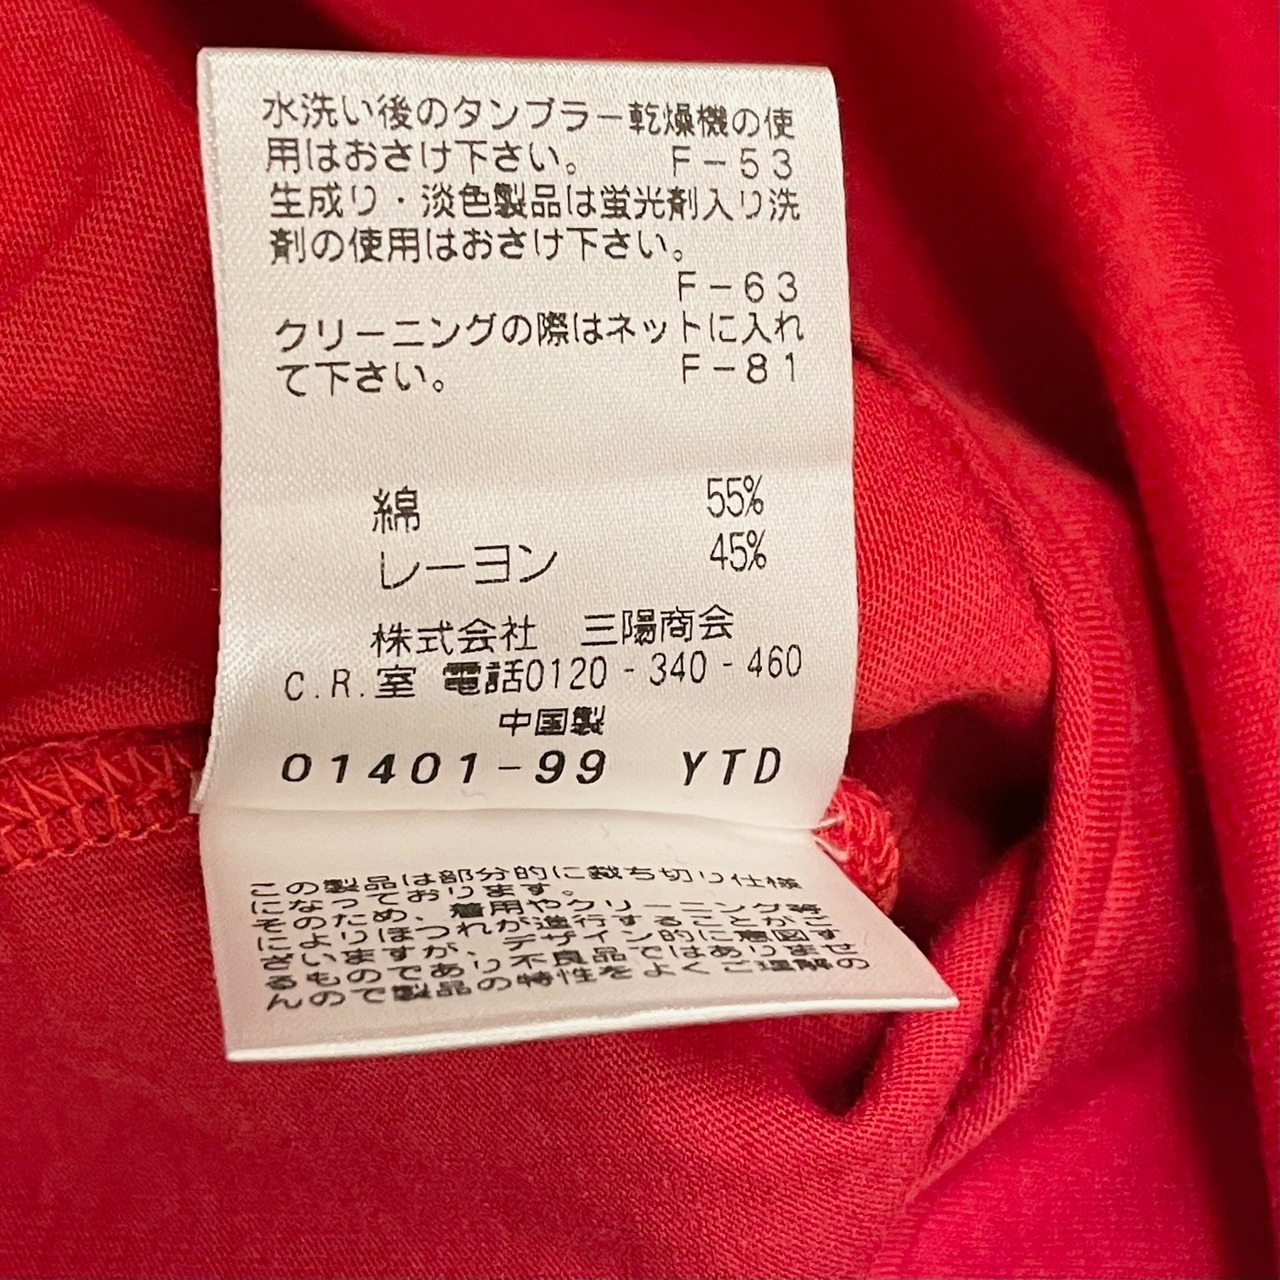 水洗い後のタンブラー乾燥機の使
用はおさけ下さい。 F-53
生成り・淡色製品は蛍光剤入り洗
剤の使用はおさけ下さい。
F-63
クリーニングの際はネットに入れ
て下さい。 F-81
綿 55%
レーヨン 45%
株式会社 三陽商会
C.R.室 電話0120-340-460
中国製
01401-99 YTD
この製品は部分的に裁ち切り仕様
になっております。
そのため、着用やクリーニング等
によりほつれが進行することがご
ざいますが、デザイン的に意図す
るものであり不良品ではありませ
んので製品の特性をよくご理解の